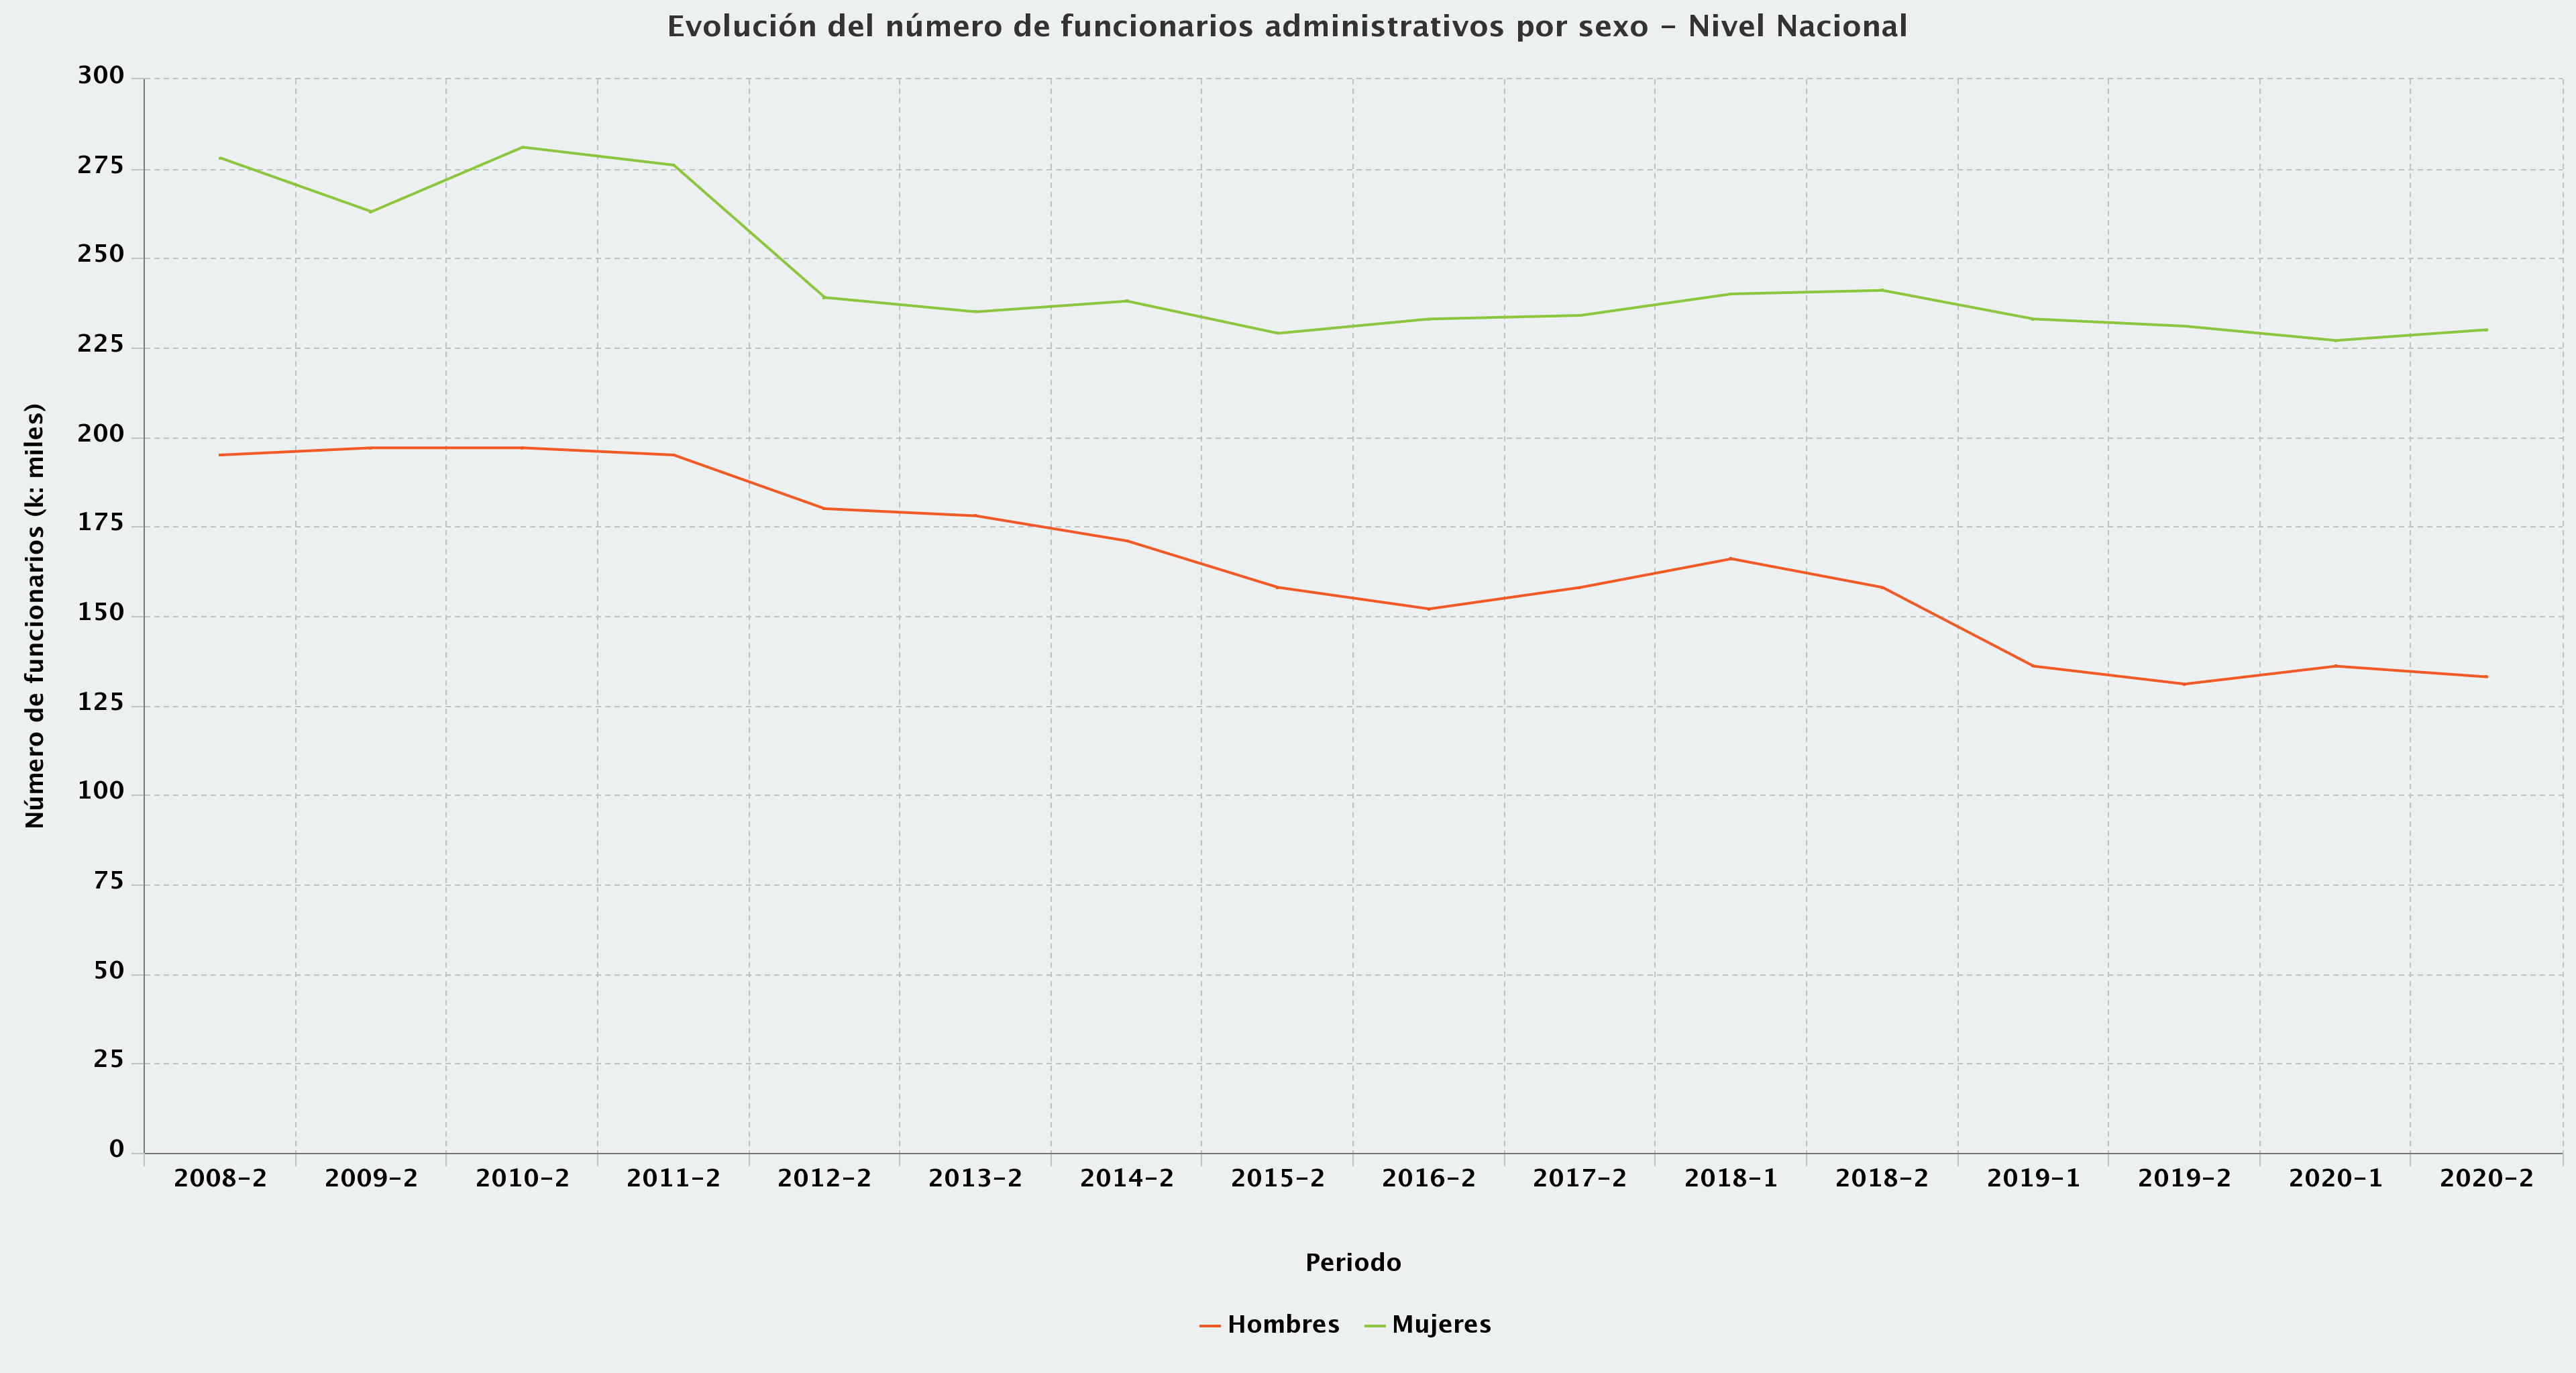 Evolución del número de funcionarios administrativos por sexo – Nivel Nacional
Número de funcionarios (k: miles)
300
275
250
225
200
175
150
125
100
75
50
25
0
2008–2 2009–2 2010–2 2011–2 2012–2 2013–2 2014–2 2015–2 2016–2 2017–2 2018–1 2018–2 2019–1 2019–2 2020–1 2020–2
Periodo
Hombres Mujeres